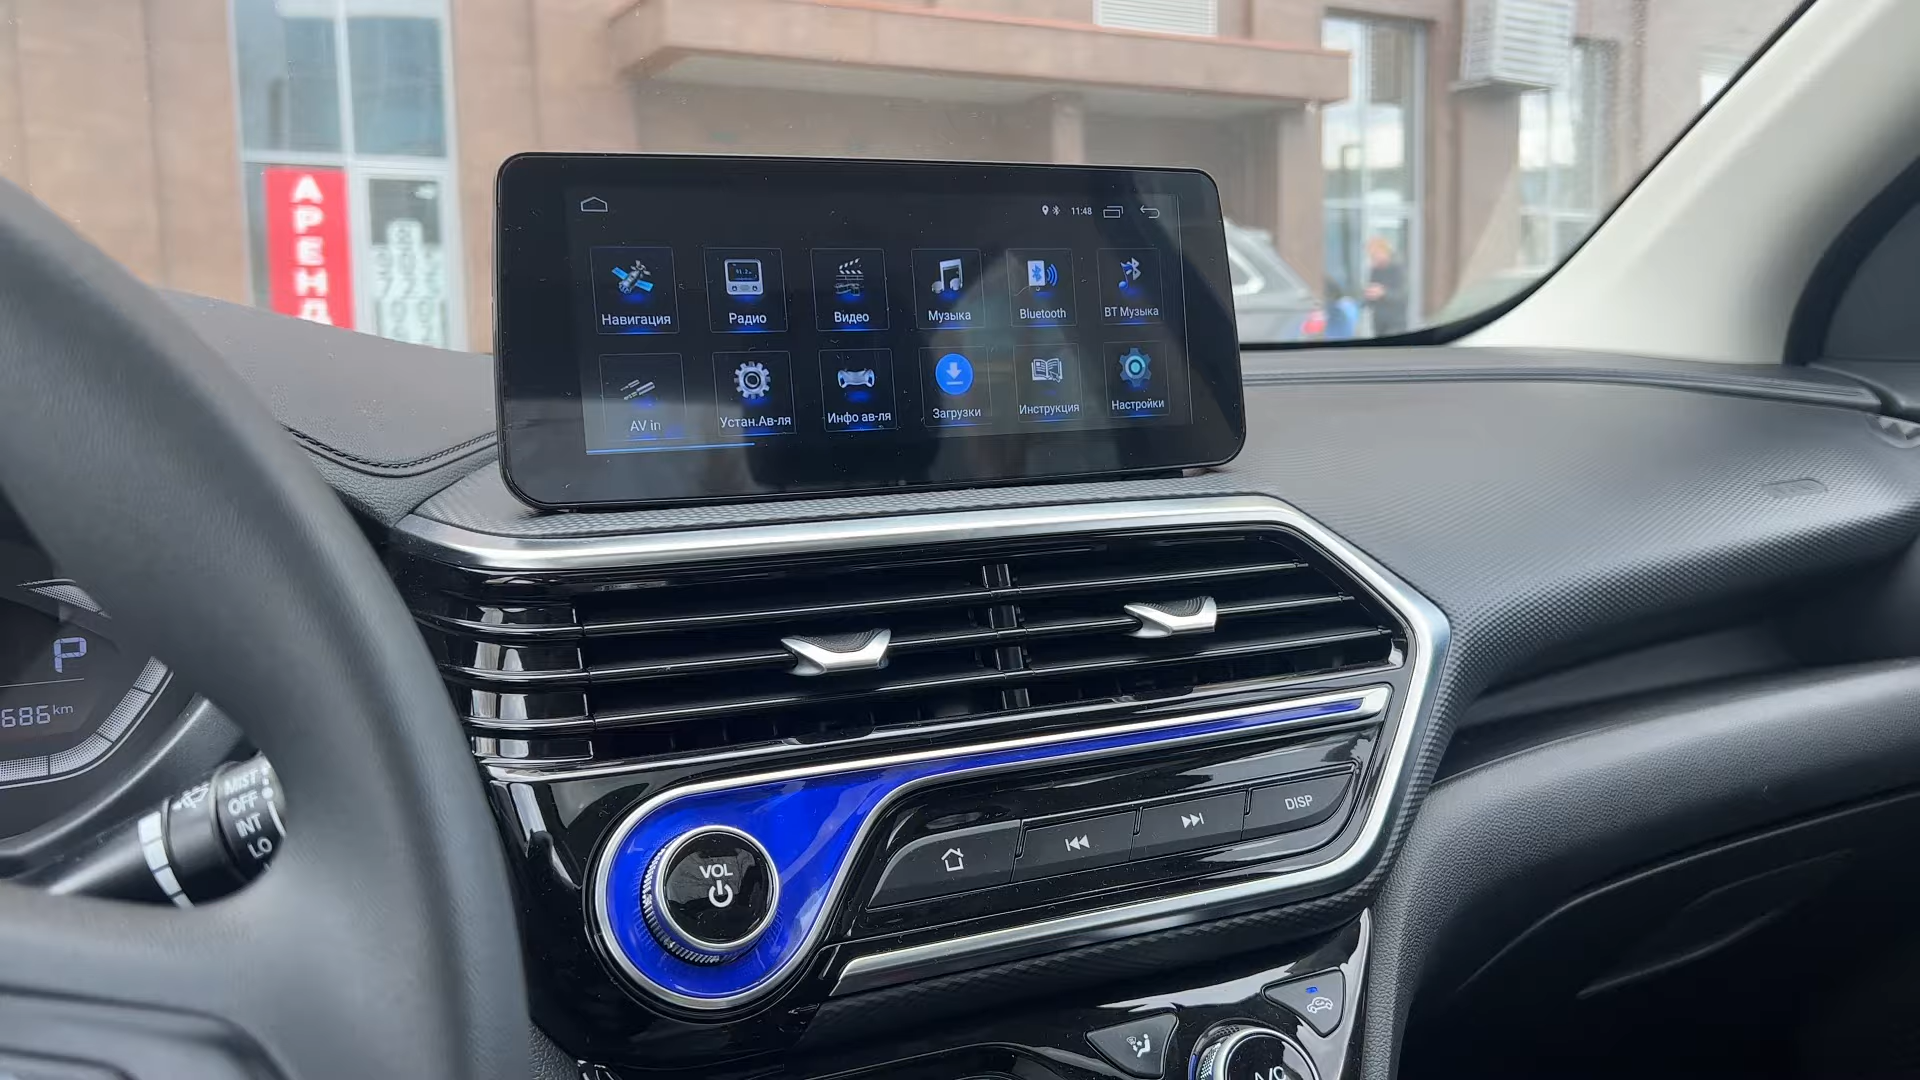 АРЕНД
11:48
Навигация
Радио
Видео
Музыка
Bluetooth
BT Музыка
AV in
Устан.Ав-ля
Инфо ав-ля
Загрузки
Инструкция
Настройки
P
686 km
MIST
OFF
INT
LO
VOL
DISP
A/C